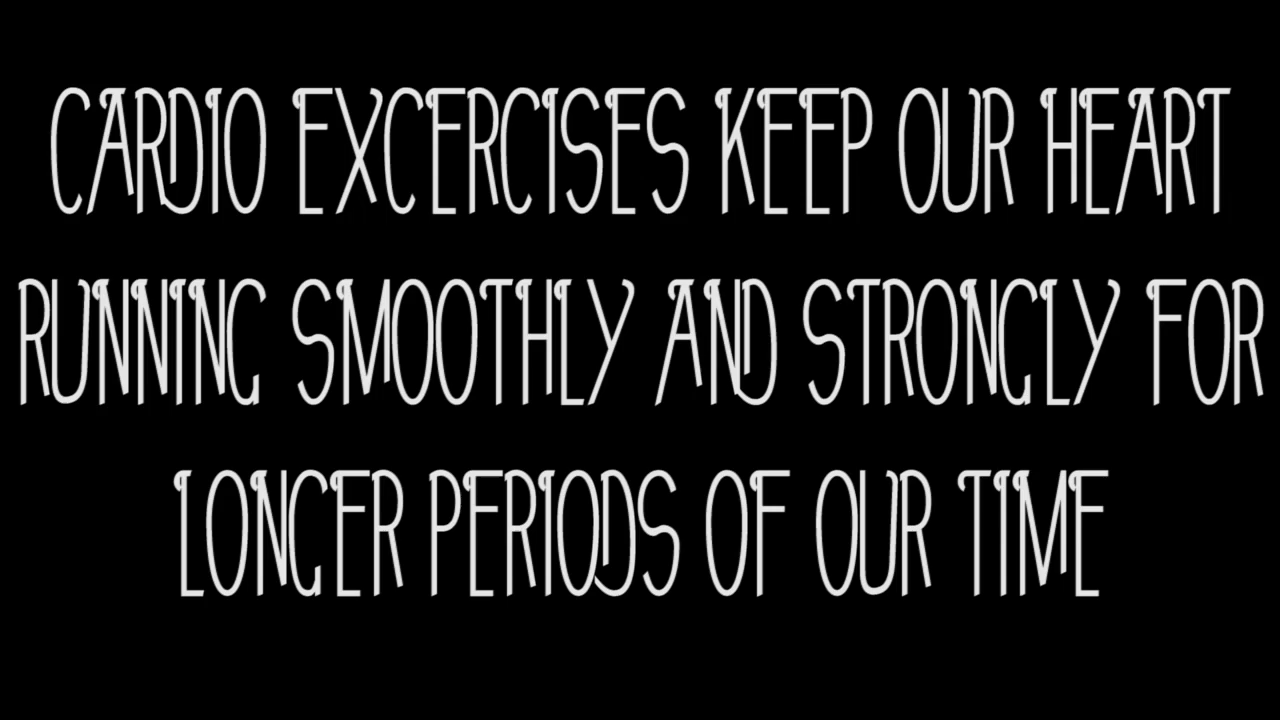 CARDIO EXCERCISES KEEP OUR HEART
RUNNING SMOOTHLY AND STRONGLY FOR
LONGER PERIODS OF OUR TIME